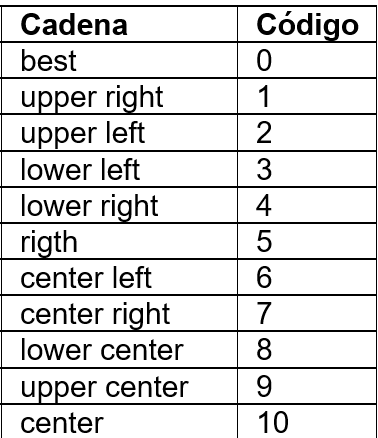 Cadena Código
best 0
upper right 1
upper left 2
lower left 3
lower right 4
rigth 5
center left 6
center right 7
lower center 8
upper center 9
center 10